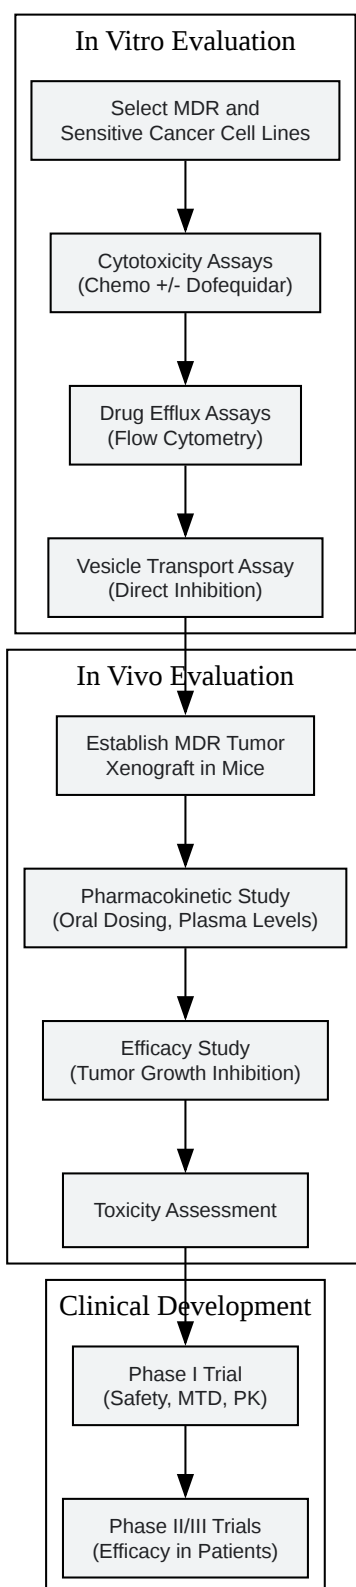 In Vitro Evaluation
Select MDR and
Sensitive Cancer Cell Lines
Cytotoxicity Assays
(Chemo +/- Dofequidar)
Drug Efflux Assays
(Flow Cytometry)
Vesicle Transport Assay
(Direct Inhibition)
In Vivo Evaluation
Establish MDR Tumor
Xenograft in Mice
Pharmacokinetic Study
(Oral Dosing, Plasma Levels)
Efficacy Study
(Tumor Growth Inhibition)
Toxicity Assessment
Clinical Development
Phase I Trial
(Safety, MTD, PK)
Phase II/III Trials
(Efficacy in Patients)